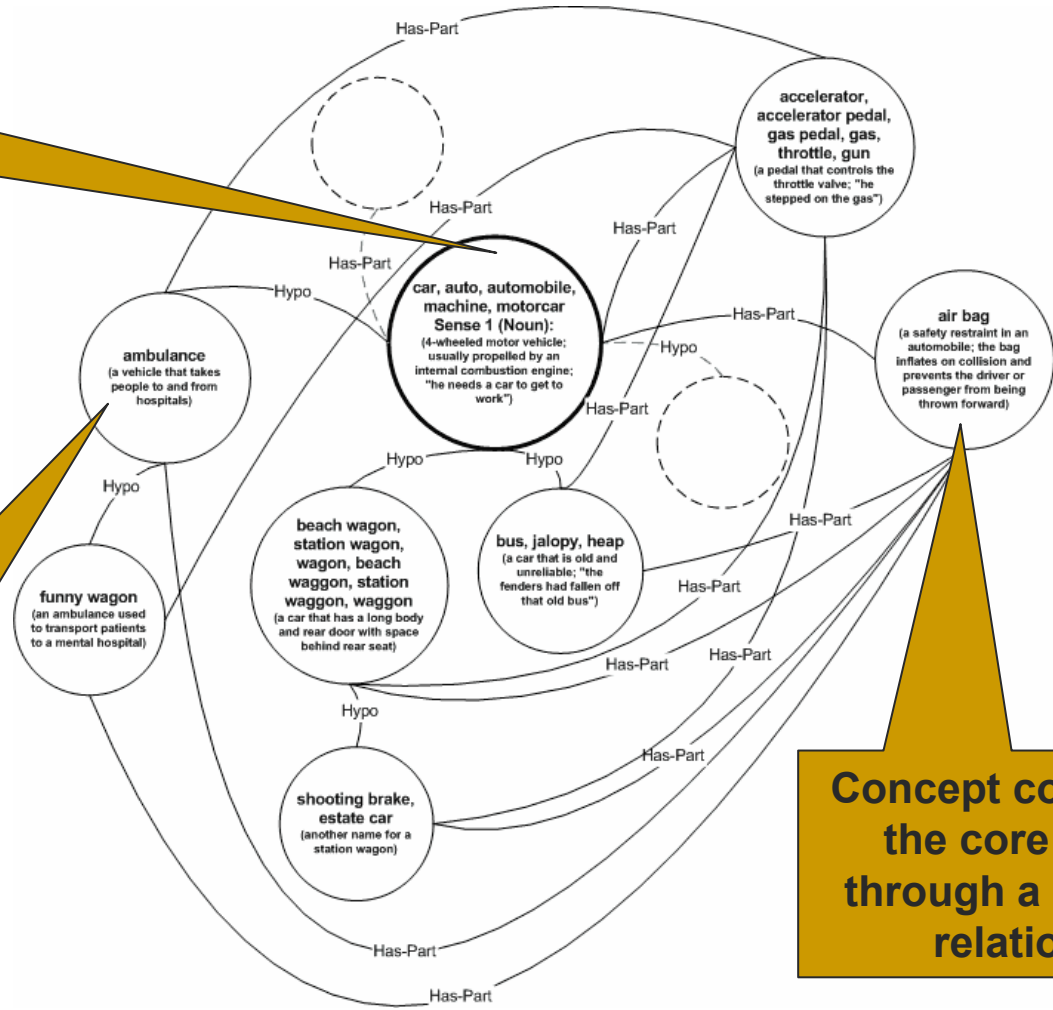 Has-Part
accelerator,
accelerator pedal,
gas pedal, gas,
throttle, gun
(a pedal that controls the
throttle valve; "he
stepped on the gas")
Has-Part
Has-Part
Has-Part
Hypo
car, auto, automobile,
machine, motorcar
Sense 1 (Noun):
(4-wheeled motor vehicle;
usually propelled by an
internal combustion engine;
"he needs a car to get to
work")
Has-Part
air bag
(a safety restraint in an
automobile; the bag
inflates on collision and
prevents the driver or
passenger from being
thrown forward)
Hypo
ambulance
(a vehicle that takes
people to and from
hospitals)
Has-Part
Hypo
Hypo
Hypo
beach wagon,
station wagon,
wagon, beach
waggon, station
waggon, waggon
(a car that has a long body
and rear door with space
behind rear seat)
bus, jalopy, heap
(a car that is old and
unreliable; "the
fenders had fallen off
that old bus")
Has-Part
Has-Part
funny wagon
(an ambulance used
to transport patients
to a mental hospital)
Has-Part
Has-Part
Hypo
Has-Part
shooting brake,
estate car
(another name for a
station wagon)
Concept co
the core
through a
relatio
Has-Part
Has-Part